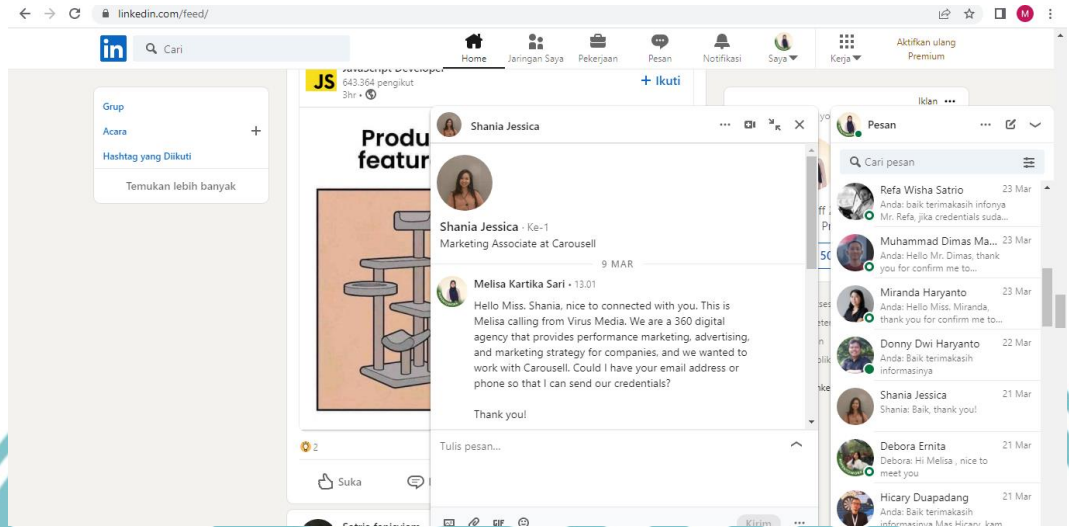 linkedin.com/feed/
M
in
Cari
Home
Jaringan Saya
Pekerjaan
Pesan
Notifikasi
Saya
Kerja
Aktifkan ulang
Premium
Grup
Acara
Hashtag yang Diikuti
Temukan lebih banyak
JS
JavaScript Developer
643.364 pengikut
3hr •
+ Ikuti
Produ
featur
2
Suka
Iklan
Shania Jessica
Shania Jessica · Ke-1
Marketing Associate at Carousell
9 MAR
Melisa Kartika Sari • 13.01
Hello Miss. Shania, nice to connected with you. This is
Melisa calling from Virus Media. We are a 360 digital
agency that provides performance marketing, advertising,
and marketing strategy for companies, and we wanted to
work with Carousell. Could I have your email address or
phone so that I can send our credentials?
Thank you!
Tulis pesan...
GIF
Kirim
Pesan
Cari pesan
Refa Wisha Satrio 23 Mar
Anda: baik terimakasih infonya
Mr. Refa, jika credentials suda...
Muhammad Dimas Ma... 23 Mar
Anda: Hello Mr. Dimas, thank
you for confirm me to...
Miranda Haryanto 23 Mar
Anda: Hello Miss. Miranda,
thank you for confirm me to...
Donny Dwi Haryanto 22 Mar
Anda: Baik terimakasih
informasinya
Shania Jessica 21 Mar
Shania: Baik, thank you!
Debora Ernita 21 Mar
Debora: Hi Melisa , nice to
meet you
Hicary Duapadang 21 Mar
Anda: Baik terimakasih
informasinya Mas Hicary, kam